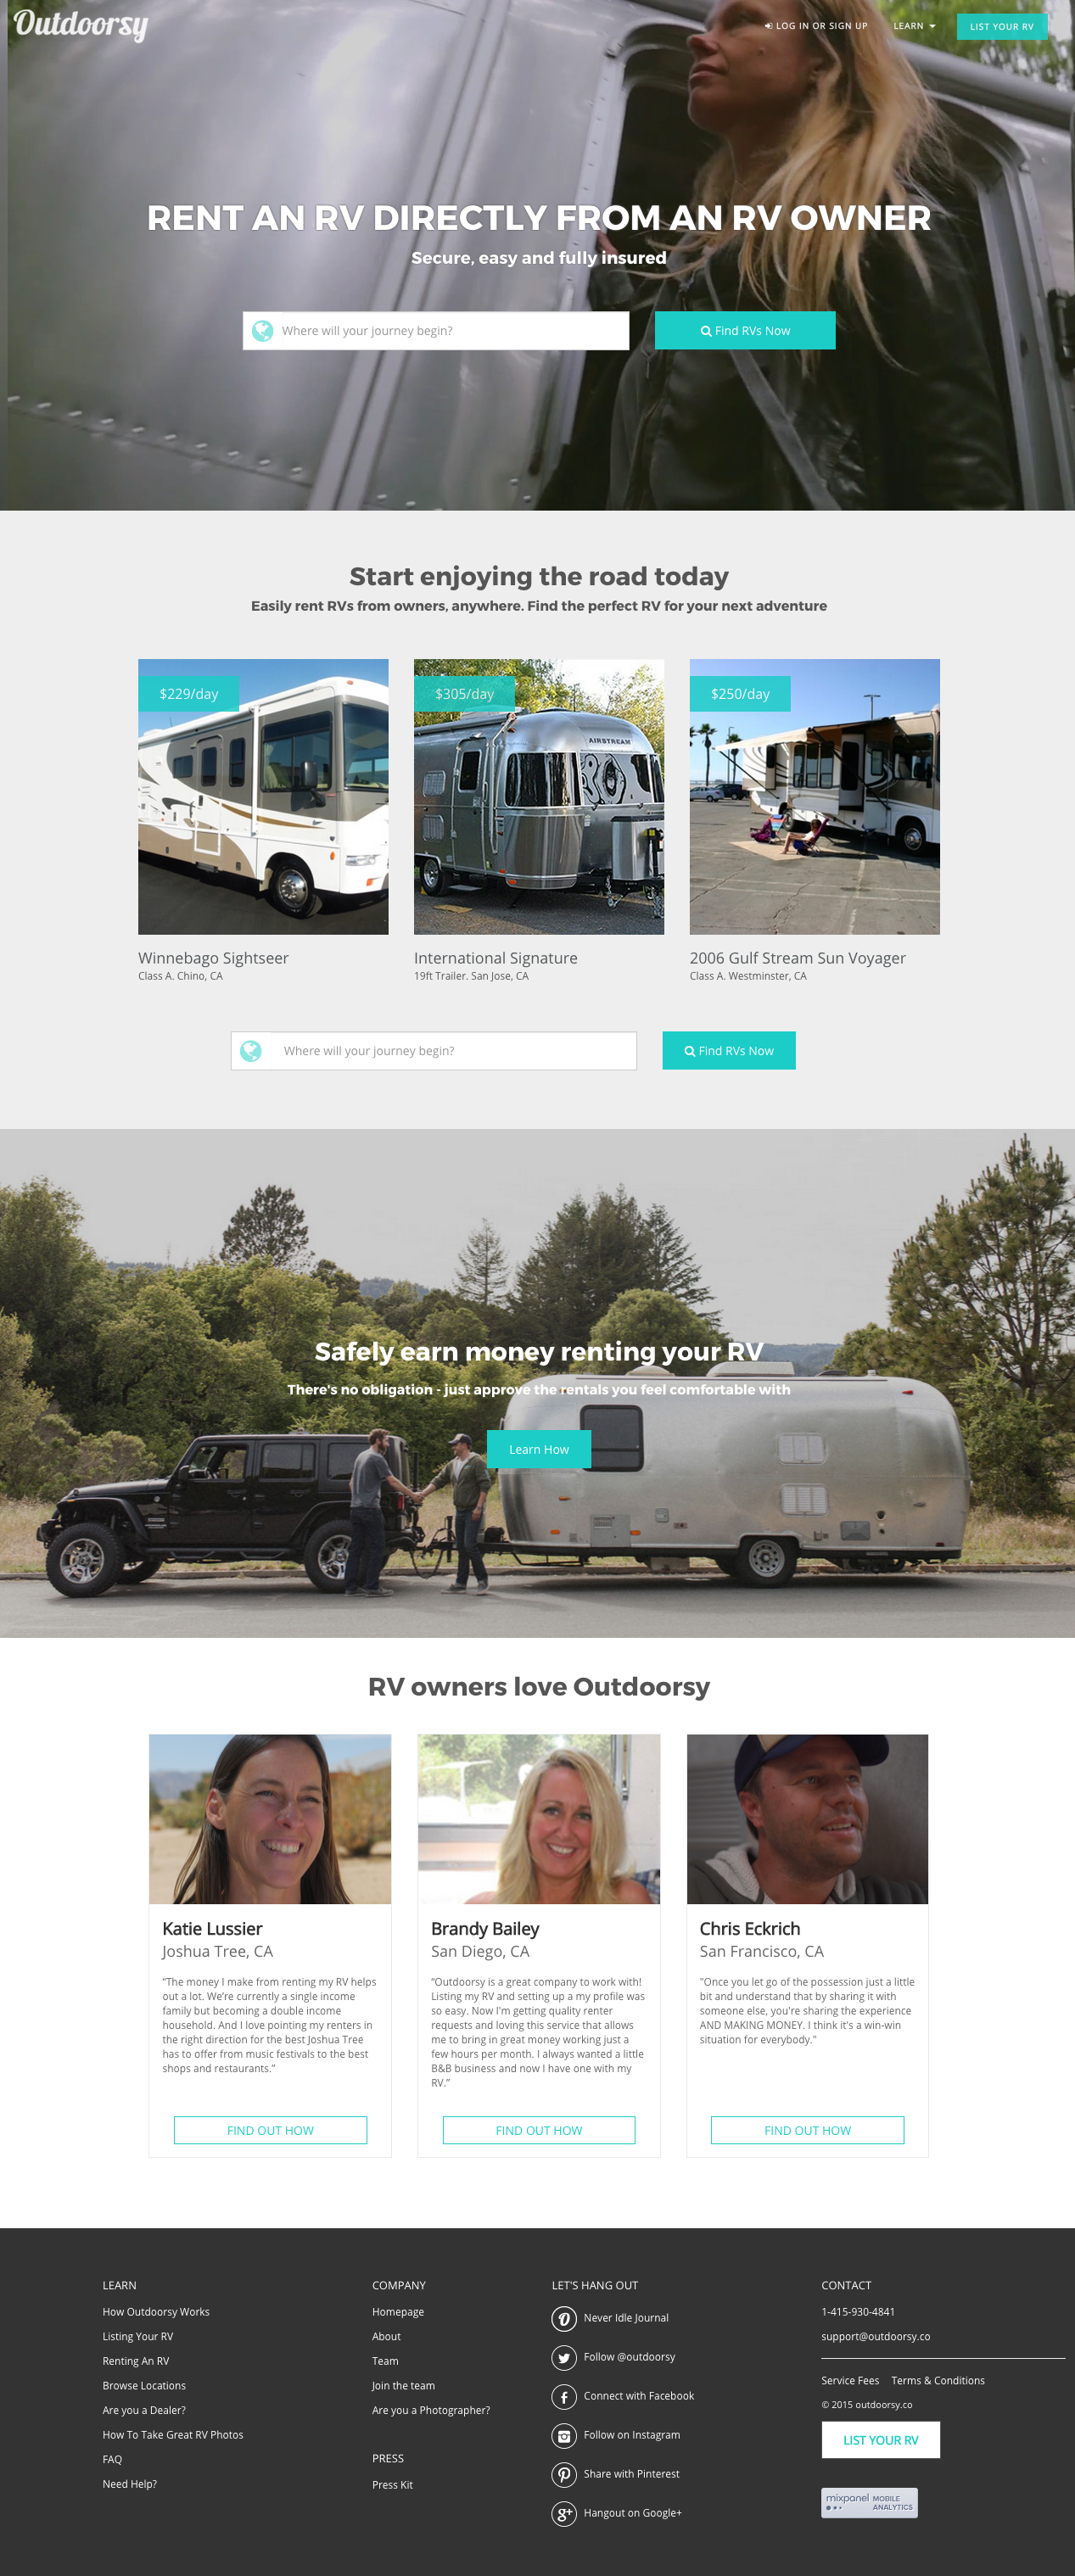 Outdoorsy
LOG IN OR SIGN UP
LEARN
LIST YOUR RV
RENT AN RV DIRECTLY FROM AN RV OWNER
Secure, easy and fully insured
Where will your journey begin?
Find RVs Now
Start enjoying the road today
Easily rent RVs from owners, anywhere. Find the perfect RV for your next adventure
$229/day
$305/day
$250/day
AIRSTREAM
Winnebago Sightseer
Class A. Chino, CA
International Signature
19ft Trailer. San Jose, CA
2006 Gulf Stream Sun Voyager
Class A. Westminster, CA
Where will your journey begin?
Find RVs Now
Safely earn money renting your RV
There's no obligation - just approve the rentals you feel comfortable with
Learn How
RV owners love Outdoorsy
Katie Lussier
Joshua Tree, CA
“The money I make from renting my RV helps
out a lot. We’re currently a single income
family but becoming a double income
household. And I love pointing my renters in
the right direction for the best Joshua Tree
has to offer from music festivals to the best
shops and restaurants.”
FIND OUT HOW
Brandy Bailey
San Diego, CA
“Outdoorsy is a great company to work with!
Listing my RV and setting up a my profile was
so easy. Now I'm getting quality renter
requests and loving this service that allows
me to bring in great money working just a
few hours per month. I always wanted a little
B&B business and now I have one with my
RV.”
FIND OUT HOW
Chris Eckrich
San Francisco, CA
"Once you let go of the possession just a little
bit and understand that by sharing it with
someone else, you're sharing the experience
AND MAKING MONEY. I think it's a win-win
situation for everybody."
FIND OUT HOW
LEARN
How Outdoorsy Works
Listing Your RV
Renting An RV
Browse Locations
Are you a Dealer?
How To Take Great RV Photos
FAQ
Need Help?
COMPANY
Homepage
About
Team
Join the team
Are you a Photographer?
PRESS
Press Kit
LET'S HANG OUT
Never Idle Journal
Follow @outdoorsy
Connect with Facebook
Follow on Instagram
Share with Pinterest
Hangout on Google+
CONTACT
1-415-930-4841
support@outdoorsy.co
Service Fees
Terms & Conditions
© 2015 outdoorsy.co
LIST YOUR RV
mixpanel MOBILE
ANALYTICS